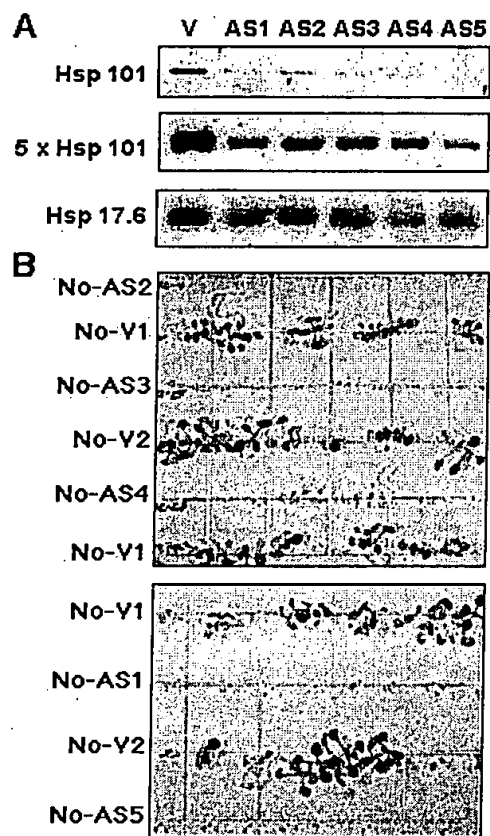 A
V AS1 AS2 AS3 AS4 AS5
Hsp 101
5 x Hsp 101
Hsp 17.6
B
No-AS2
No-V1
No-AS3
No-V2
No-AS4
No-V1
No-V1
No-AS1
No-V2
No-AS5